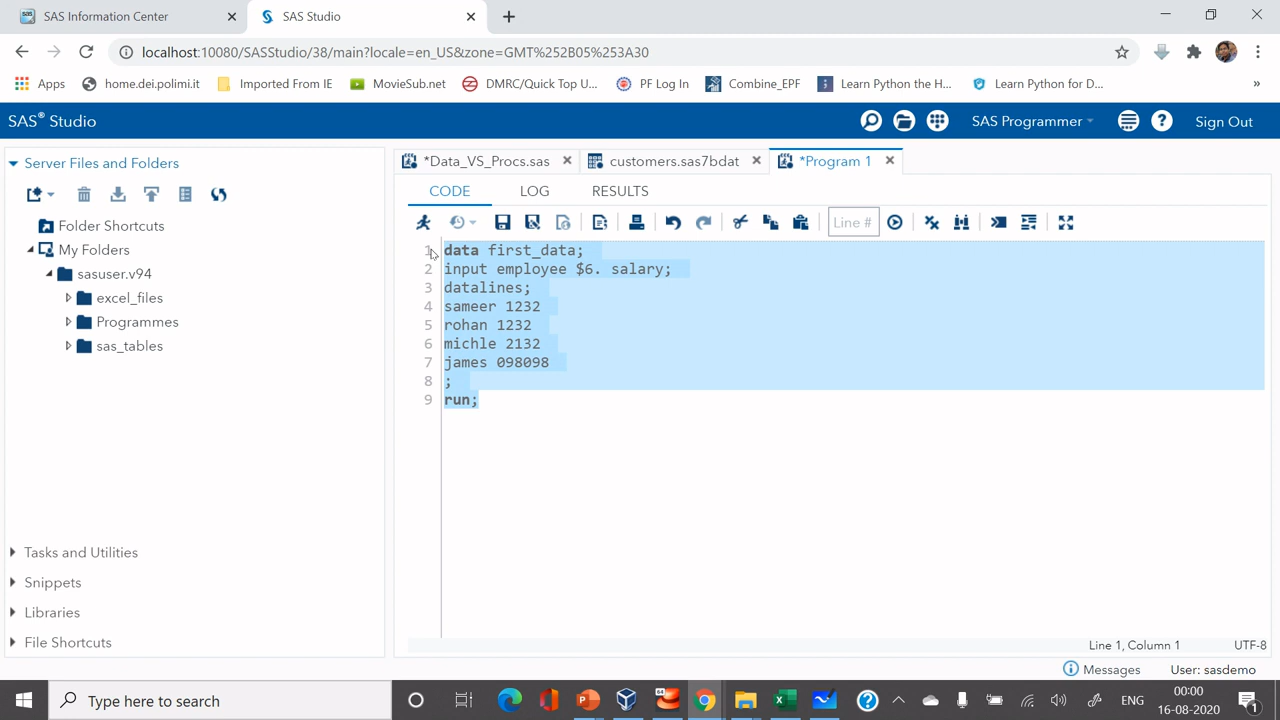 SAS Information Center
SAS Studio
localhost:10080/SASStudio/38/main?locale=en_US&zone=GMT%252B05%253A30
Apps
home.dei.polimi.it
Imported From IE
MovieSub.net
DMRC/Quick Top U...
PF Log In
Combine_EPF
Learn Python the H...
Learn Python for D...
»
SAS® Studio
SAS Programmer
Sign Out
Server Files and Folders
Folder Shortcuts
My Folders
sasuser.v94
excel_files
Programmes
sas_tables
Tasks and Utilities
Snippets
Libraries
File Shortcuts
*Data_VS_Procs.sas
customers.sas7bdat
*Program 1
CODE
LOG
RESULTS
Line #
1 data first_data;
2 input employee $6. salary;
3 datalines;
4 sameer 1232
5 rohan 1232
6 michle 2132
7 james 098098
8 ;
9 run;
Line 1, Column 1
UTF-8
Messages
User: sasdemo
Type here to search
ENG
00:00
16-08-2020
1